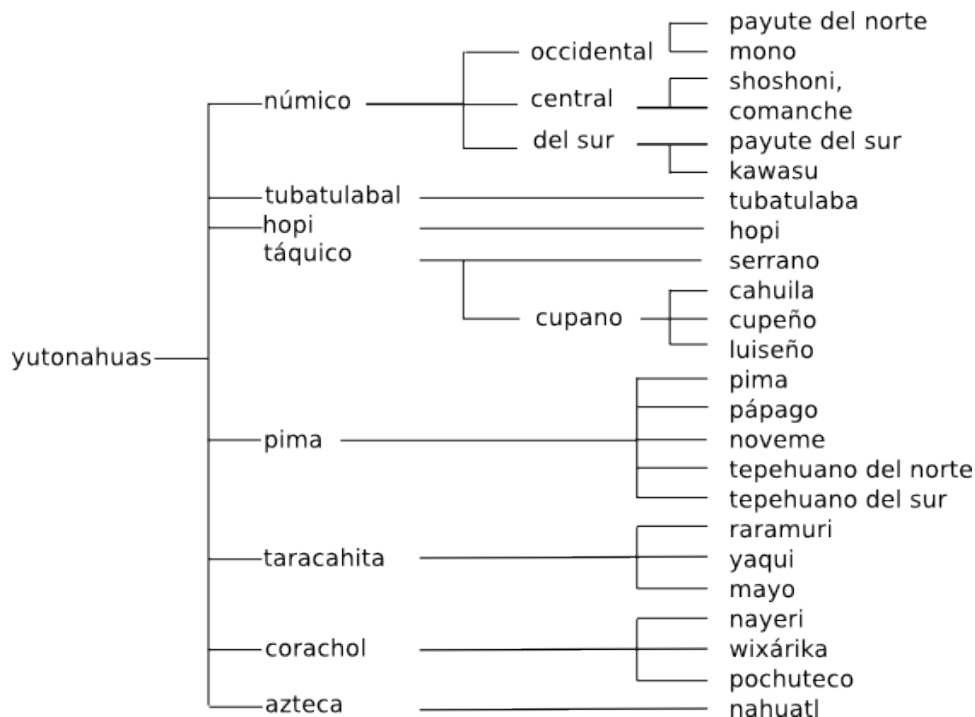 payute del norte
occidental
mono
shoshoni,
central
númico
comanche
del sur
payute del sur
kawasu
tubatulabal
tubatulaba
hopi
hopi
táquico
serrano
cahuila
cupano
cupeño
luiseño
yutonahuas
pima
pápago
pima
noveme
tepehuano del norte
tepehuano del sur
raramuri
taracahita
yaqui
mayo
nayeri
corachol
wixárika
pochuteco
azteca
nahuatl